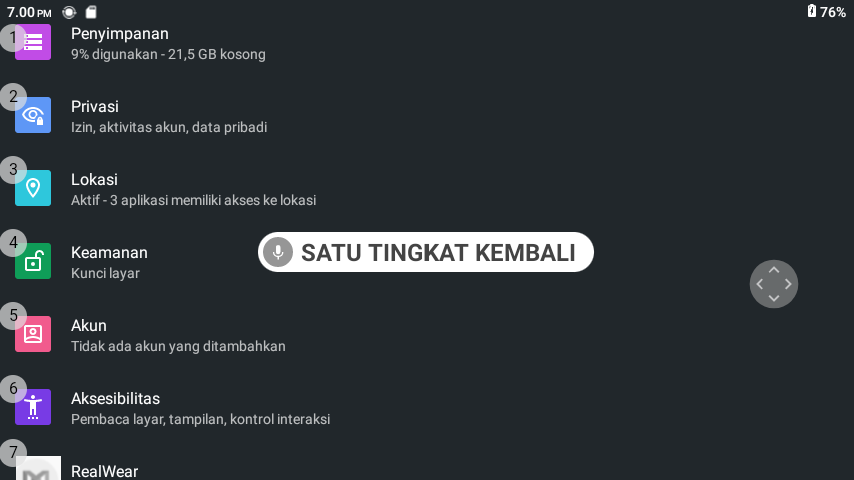 7.00 PM
76%
1
Penyimpanan
9% digunakan - 21,5 GB kosong
2
Privasi
Izin, aktivitas akun, data pribadi
3
Lokasi
Aktif - 3 aplikasi memiliki akses ke lokasi
4
Keamanan
Kunci layar
SATU TINGKAT KEMBALI
5
Akun
Tidak ada akun yang ditambahkan
6
Aksesibilitas
Pembaca layar, tampilan, kontrol interaksi
7
RealWear